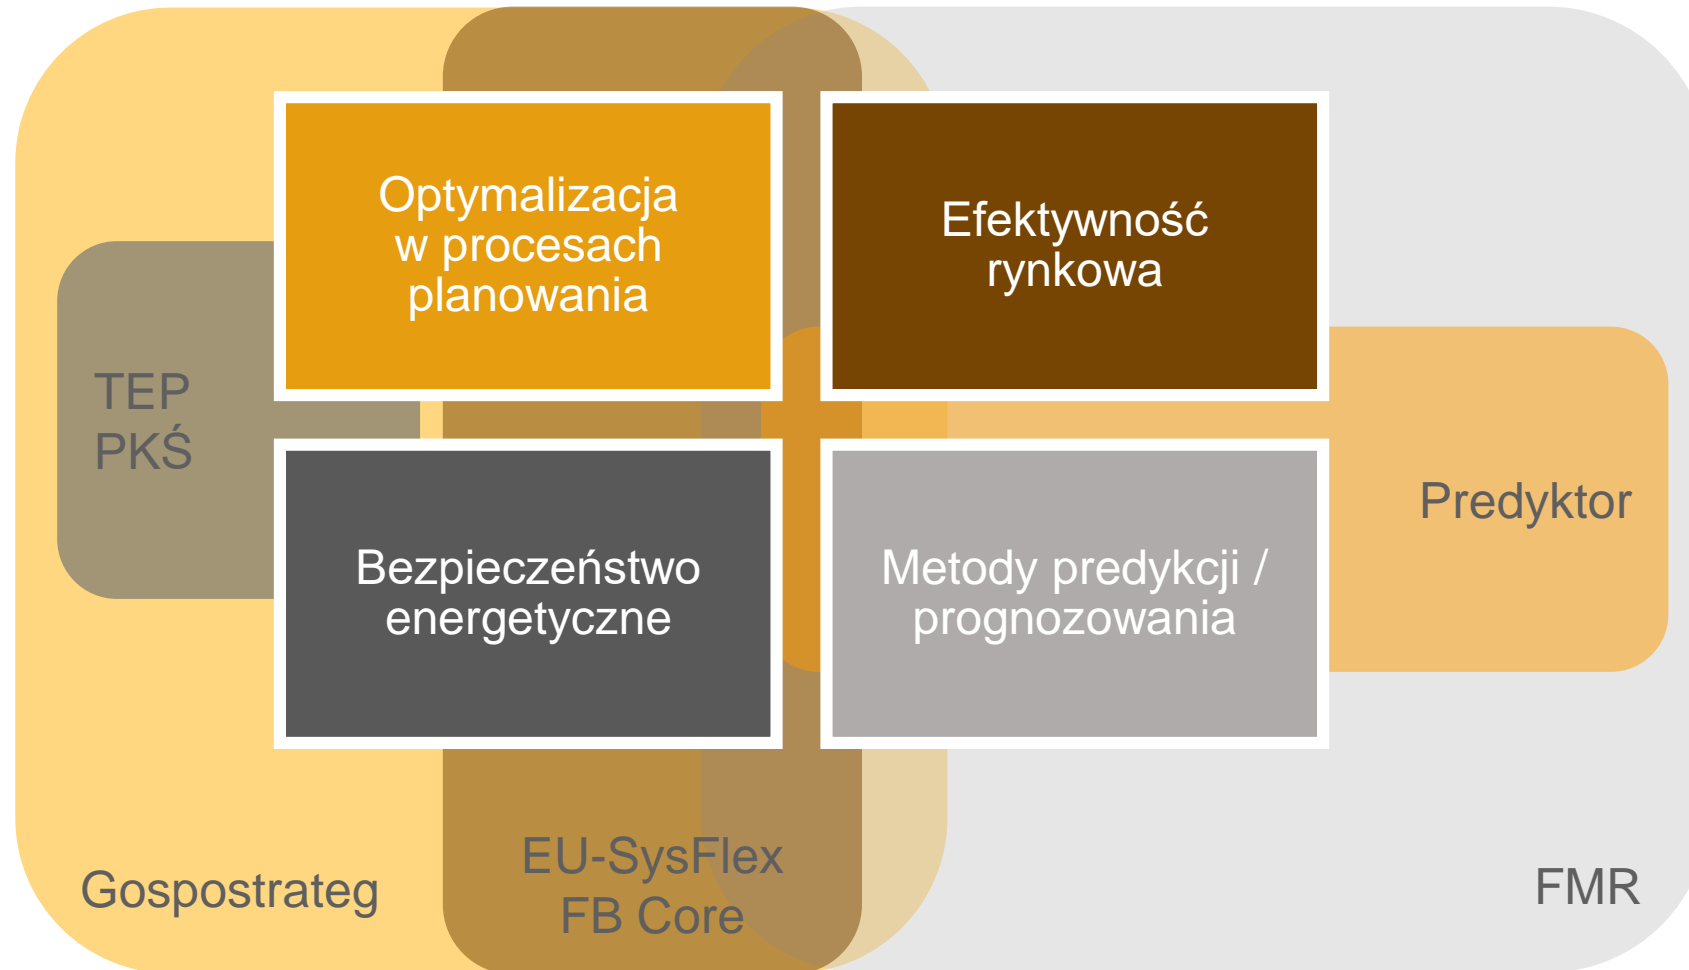 Optymalizacja
w procesach
planowania
Efektywność
rynkowa
TEP
PKŚ
Predyktor
Bezpieczeństwo
energetyczne
Metody predykcji /
prognozowania
Gospostrateg
EU-SysFlex
FB Core
FMR